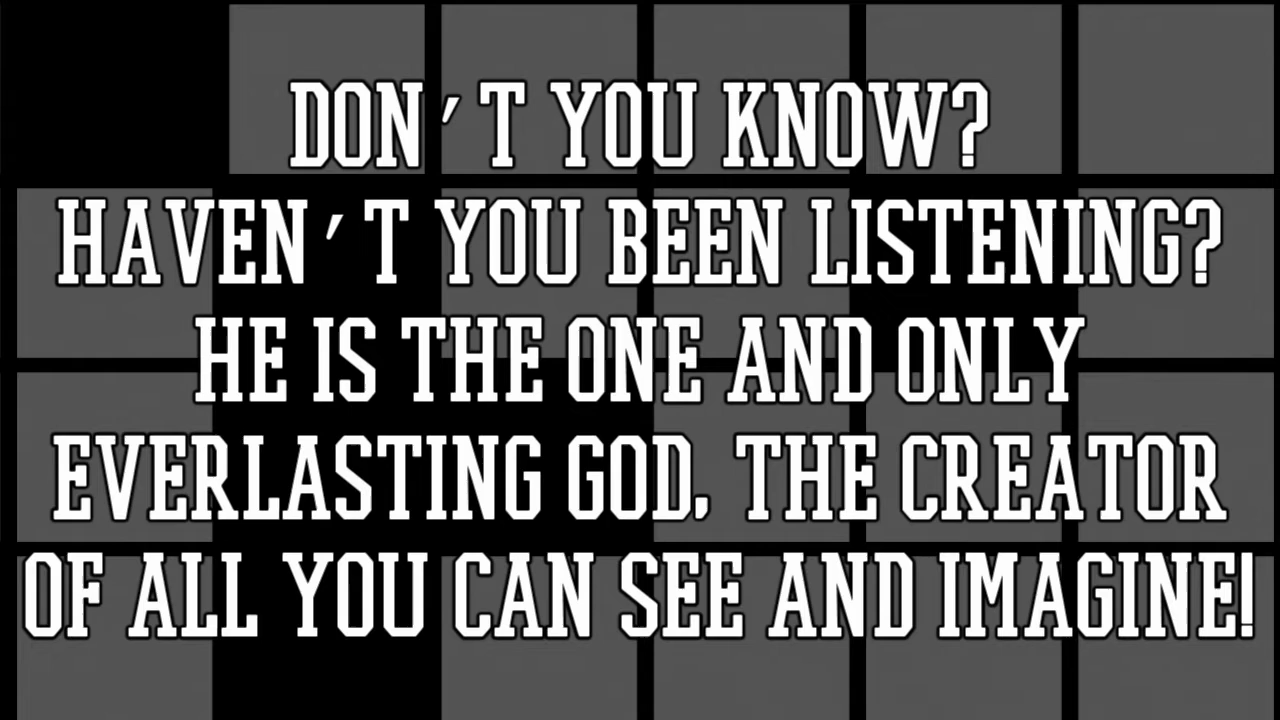 DON'T YOU KNOW?
HAVEN'T YOU BEEN LISTENING?
HE IS THE ONE AND ONLY
EVERLASTING GOD, THE CREATOR
OF ALL YOU CAN SEE AND IMAGINE!